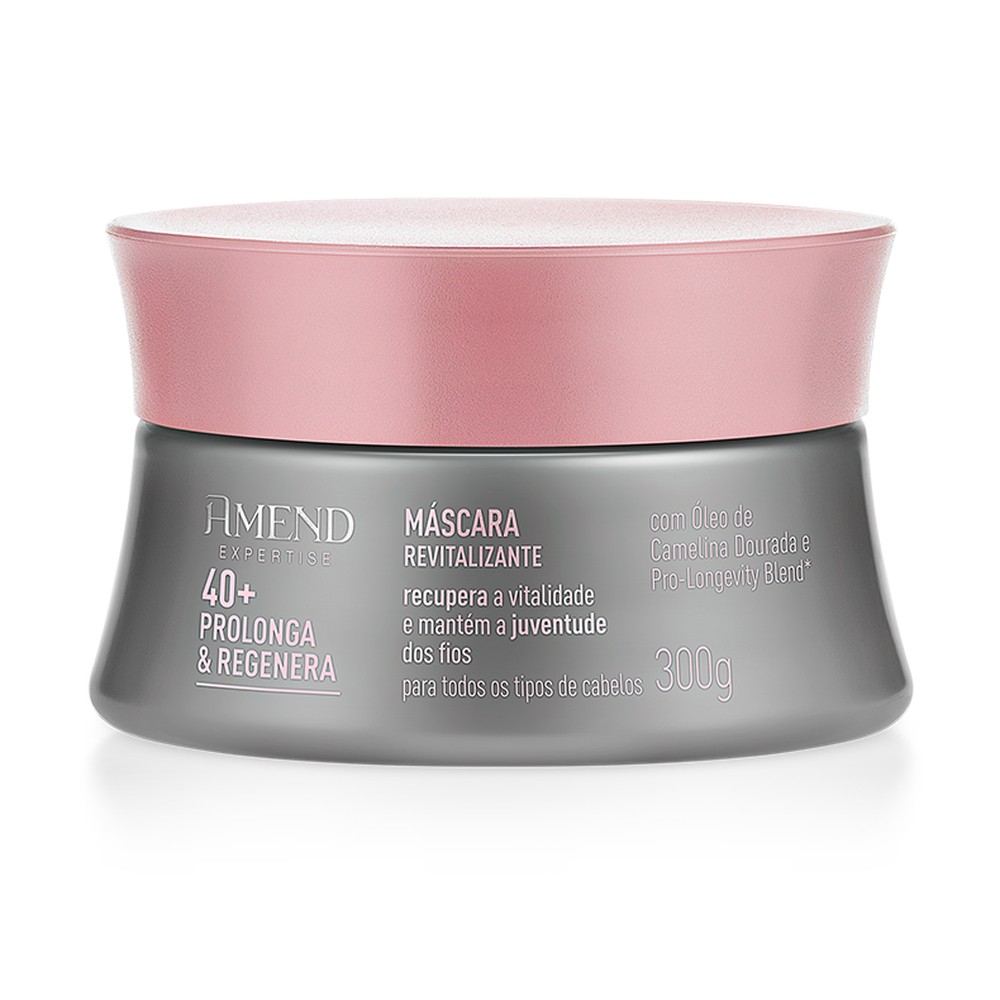 AMEND
EXPERTISE
40+
PROLONGA
& REGENERA
MÁSCARA
REVITALIZANTE
recupera a vitalidade
e mantém a juventude
dos fios
para todos os tipos de cabelos
com Óleo de
Camelina Dourada e
Pro-Longevity Blend*
300g